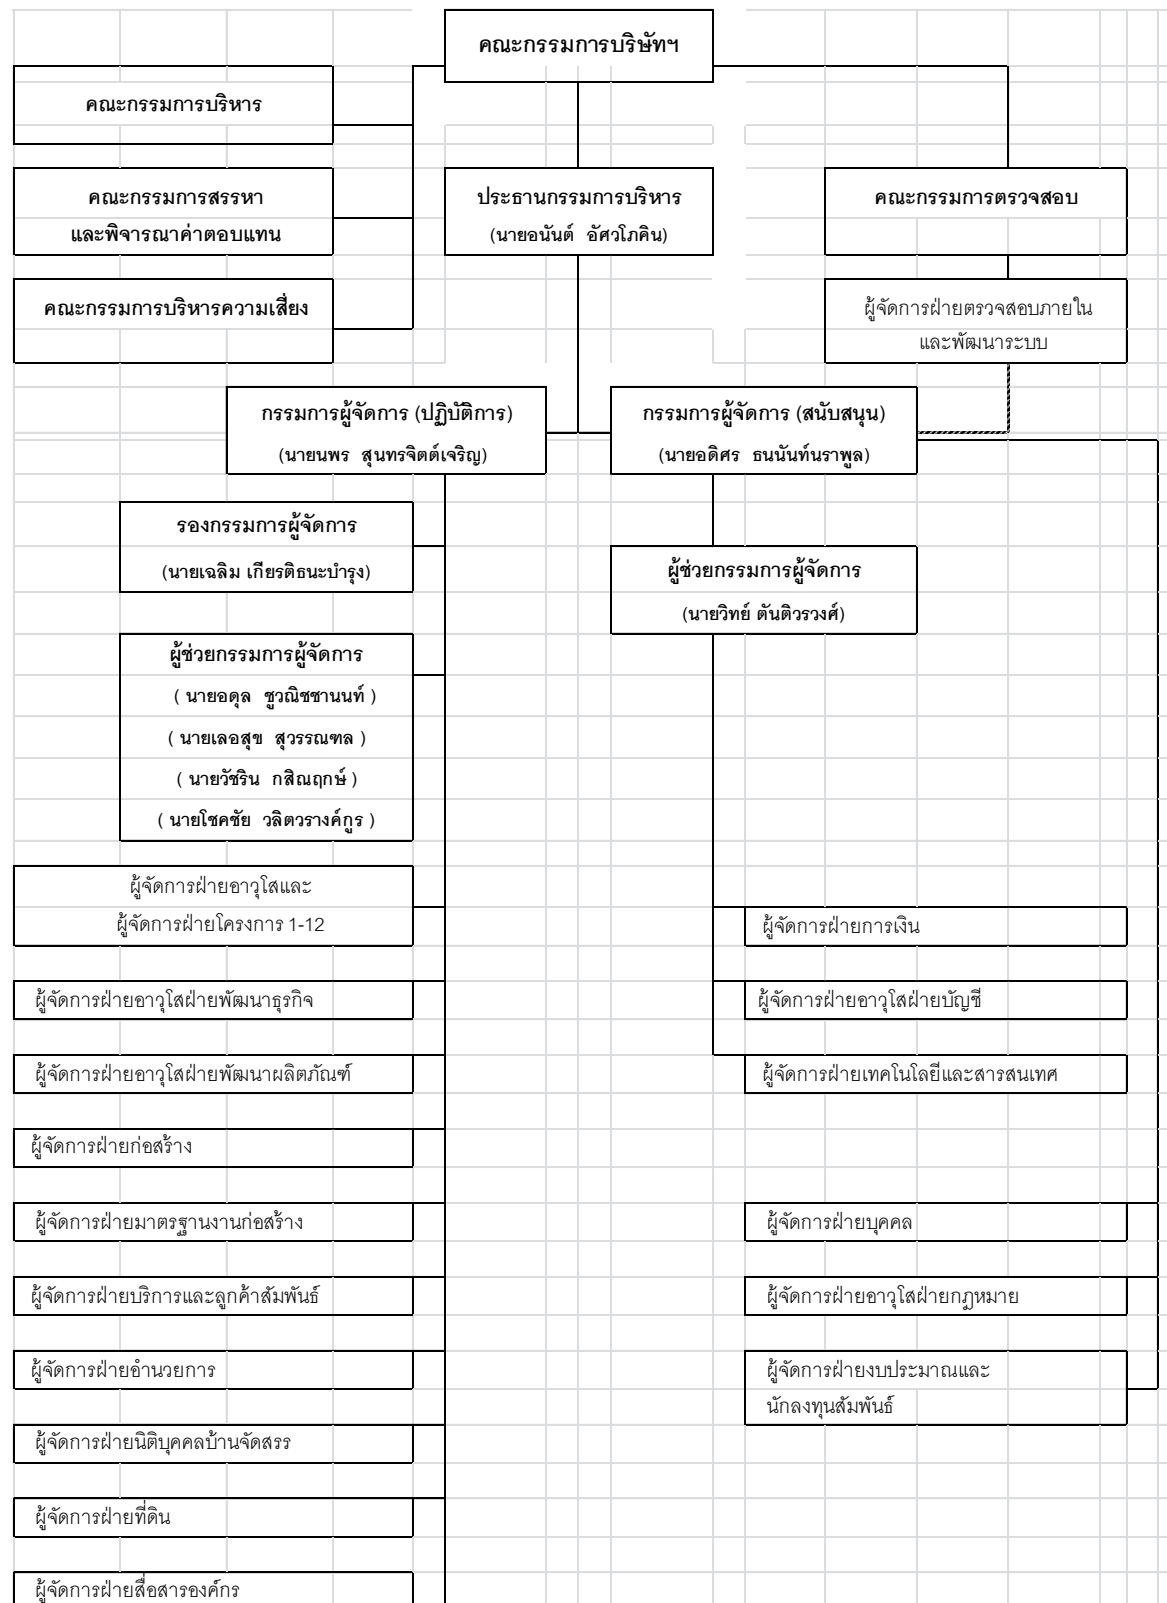 คณะกรรมการบริษัทฯ
คณะกรรมการบริหาร
คณะกรรมการสรรหา
และพิจารณาค่าตอบแทน
ประธานกรรมการบริหาร
(นายอนันต์ อัศวโภคิน)
คณะกรรมการตรวจสอบ
คณะกรรมการบริหารความเสี่ยง
ผู้จัดการฝ่ายตรวจสอบภายใน
และพัฒนาระบบ
กรรมการผู้จัดการ (ปฏิบัติการ)
(นายนพร สุนทรจิตต์เจริญ)
กรรมการผู้จัดการ (สนับสนุน)
(นายอดิศร ธนนันท์นราพูล)
รองกรรมการผู้จัดการ
(นายเฉลิม เกียรติธนะบำรุง)
ผู้ช่วยกรรมการผู้จัดการ
(นายวิทย์ ตันติวรวงศ์)
ผู้ช่วยกรรมการผู้จัดการ
( นายอดุล ชูวณิชชานนท์ )
( นายเลอสุข สุวรรณฑล )
( นายวัชริน กสิณฤกษ์ )
( นายโชคชัย วลิตวรางค์กูร )
ผู้จัดการฝ่ายอาวุโสและ
ผู้จัดการฝ่ายโครงการ 1-12
ผู้จัดการฝ่ายการเงิน
ผู้จัดการฝ่ายอาวุโสฝ่ายพัฒนาธุรกิจ
ผู้จัดการฝ่ายอาวุโสฝ่ายบัญชี
ผู้จัดการฝ่ายอาวุโสฝ่ายพัฒนาผลิตภัณฑ์
ผู้จัดการฝ่ายเทคโนโลยีและสารสนเทศ
ผู้จัดการฝ่ายก่อสร้าง
ผู้จัดการฝ่ายมาตรฐานงานก่อสร้าง
ผู้จัดการฝ่ายบุคคล
ผู้จัดการฝ่ายบริการและลูกค้าสัมพันธ์
ผู้จัดการฝ่ายอาวุโสฝ่ายกฎหมาย
ผู้จัดการฝ่ายอำนวยการ
ผู้จัดการฝ่ายงบประมาณและ
นักลงทุนสัมพันธ์
ผู้จัดการฝ่ายนิติบุคคลบ้านจัดสรร
ผู้จัดการฝ่ายที่ดิน
ผู้จัดการฝ่ายสื่อสารองค์กร